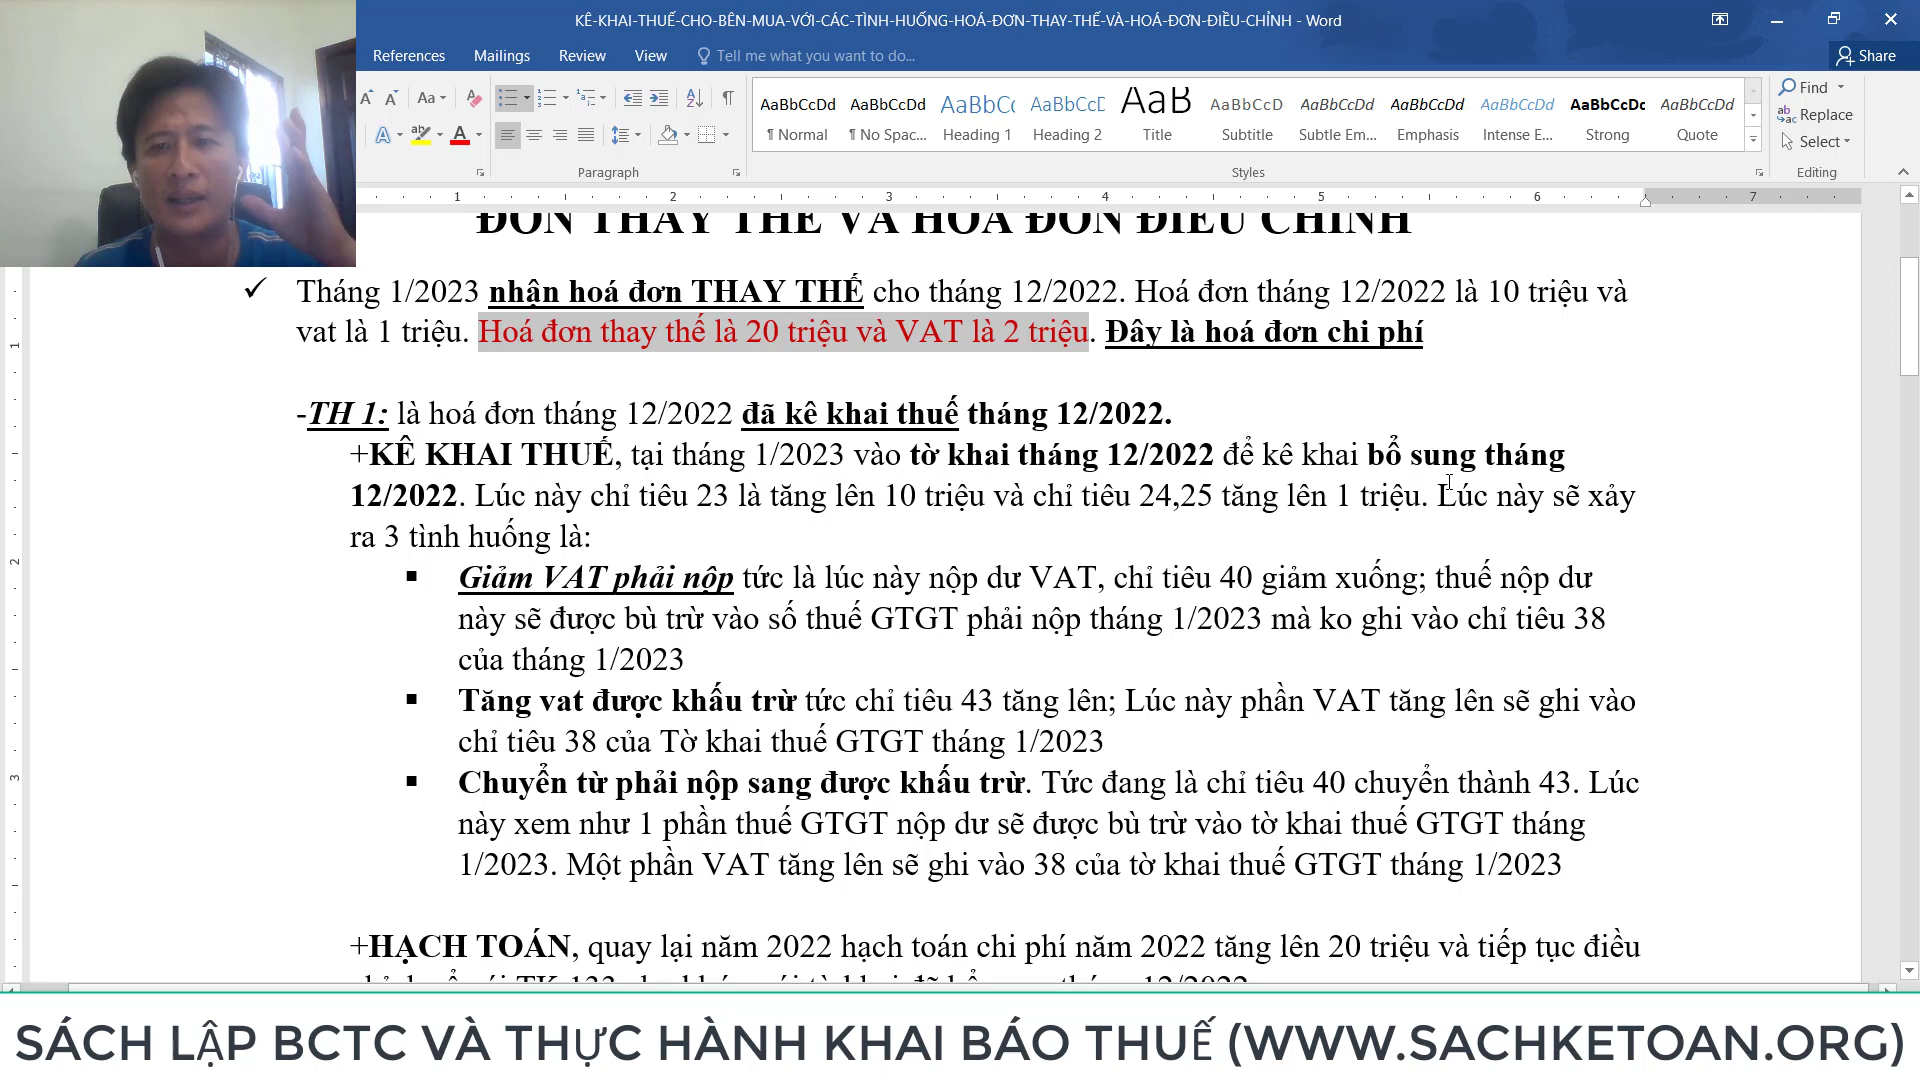 KÊ-KHAI-THUẾ-CHO-BÊN-MUA-VỚI-CÁC-TÌNH-HUỐNG-HOÁ-ĐƠN-THAY-THẾ-VÀ-HOÁ-ĐƠN-ĐIỀU-CHỈNH - Word
References Mailings Review View Tell me what you want to do... Share
Aa
AaBbCcDd AaBbCcDd AaBbC AaBbCcD AaB AaBbCcD AaBbCcDd AaBbCcDd AaBbCcDd AaBbCcDc AaBbCcDd
¶ Normal ¶ No Spac... Heading 1 Heading 2 Title Subtitle Subtle Em... Emphasis Intense E... Strong Quote
Find
Replace
Select
Paragraph Styles Editing
1 2 3 4 5 6 7
ĐƠN THAY THẾ VÀ HOÁ ĐƠN ĐIỀU CHỈNH
✓ Tháng 1/2023 nhận hoá đơn THAY THẾ cho tháng 12/2022. Hoá đơn tháng 12/2022 là 10 triệu và
vat là 1 triệu. Hoá đơn thay thế là 20 triệu và VAT là 2 triệu. Đây là hoá đơn chi phí
-TH 1: là hoá đơn tháng 12/2022 đã kê khai thuế tháng 12/2022.
+KÊ KHAI THUẾ, tại tháng 1/2023 vào tờ khai tháng 12/2022 để kê khai bổ sung tháng
12/2022. Lúc này chỉ tiêu 23 là tăng lên 10 triệu và chỉ tiêu 24,25 tăng lên 1 triệu. Lúc này sẽ xảy
ra 3 tình huống là:
▪ Giảm VAT phải nộp tức là lúc này nộp dư VAT, chỉ tiêu 40 giảm xuống; thuế nộp dư
này sẽ được bù trừ vào số thuế GTGT phải nộp tháng 1/2023 mà ko ghi vào chỉ tiêu 38
của tháng 1/2023
▪ Tăng vat được khấu trừ tức chỉ tiêu 43 tăng lên; Lúc này phần VAT tăng lên sẽ ghi vào
chỉ tiêu 38 của Tờ khai thuế GTGT tháng 1/2023
▪ Chuyển từ phải nộp sang được khấu trừ. Tức đang là chỉ tiêu 40 chuyển thành 43. Lúc
này xem như 1 phần thuế GTGT nộp dư sẽ được bù trừ vào tờ khai thuế GTGT tháng
1/2023. Một phần VAT tăng lên sẽ ghi vào 38 của tờ khai thuế GTGT tháng 1/2023
+HẠCH TOÁN, quay lại năm 2022 hạch toán chi phí năm 2022 tăng lên 20 triệu và tiếp tục điều
SÁCH LẬP BCTC VÀ THỰC HÀNH KHAI BÁO THUẾ (WWW.SACHKETOAN.ORG)